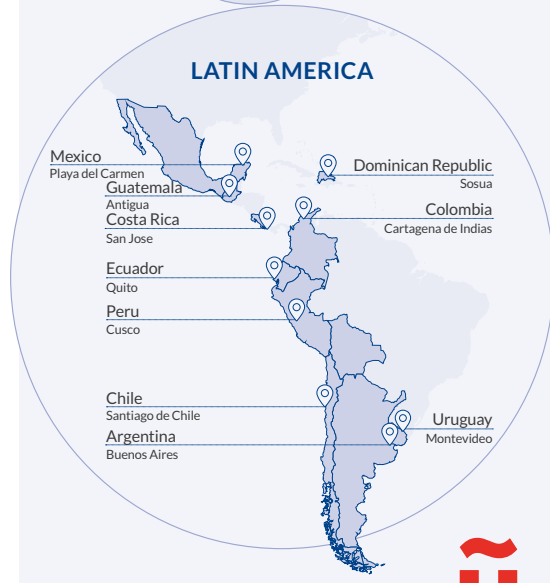 LATIN AMERICA
Mexico
Playa del Carmen
Guatemala
Antigua
Costa Rica
San Jose
Ecuador
Quito
Peru
Cusco
Chile
Santiago de Chile
Argentina
Buenos Aires
Dominican Republic
Sosua
Colombia
Cartagena de Indias
Uruguay
Montevideo
ñ